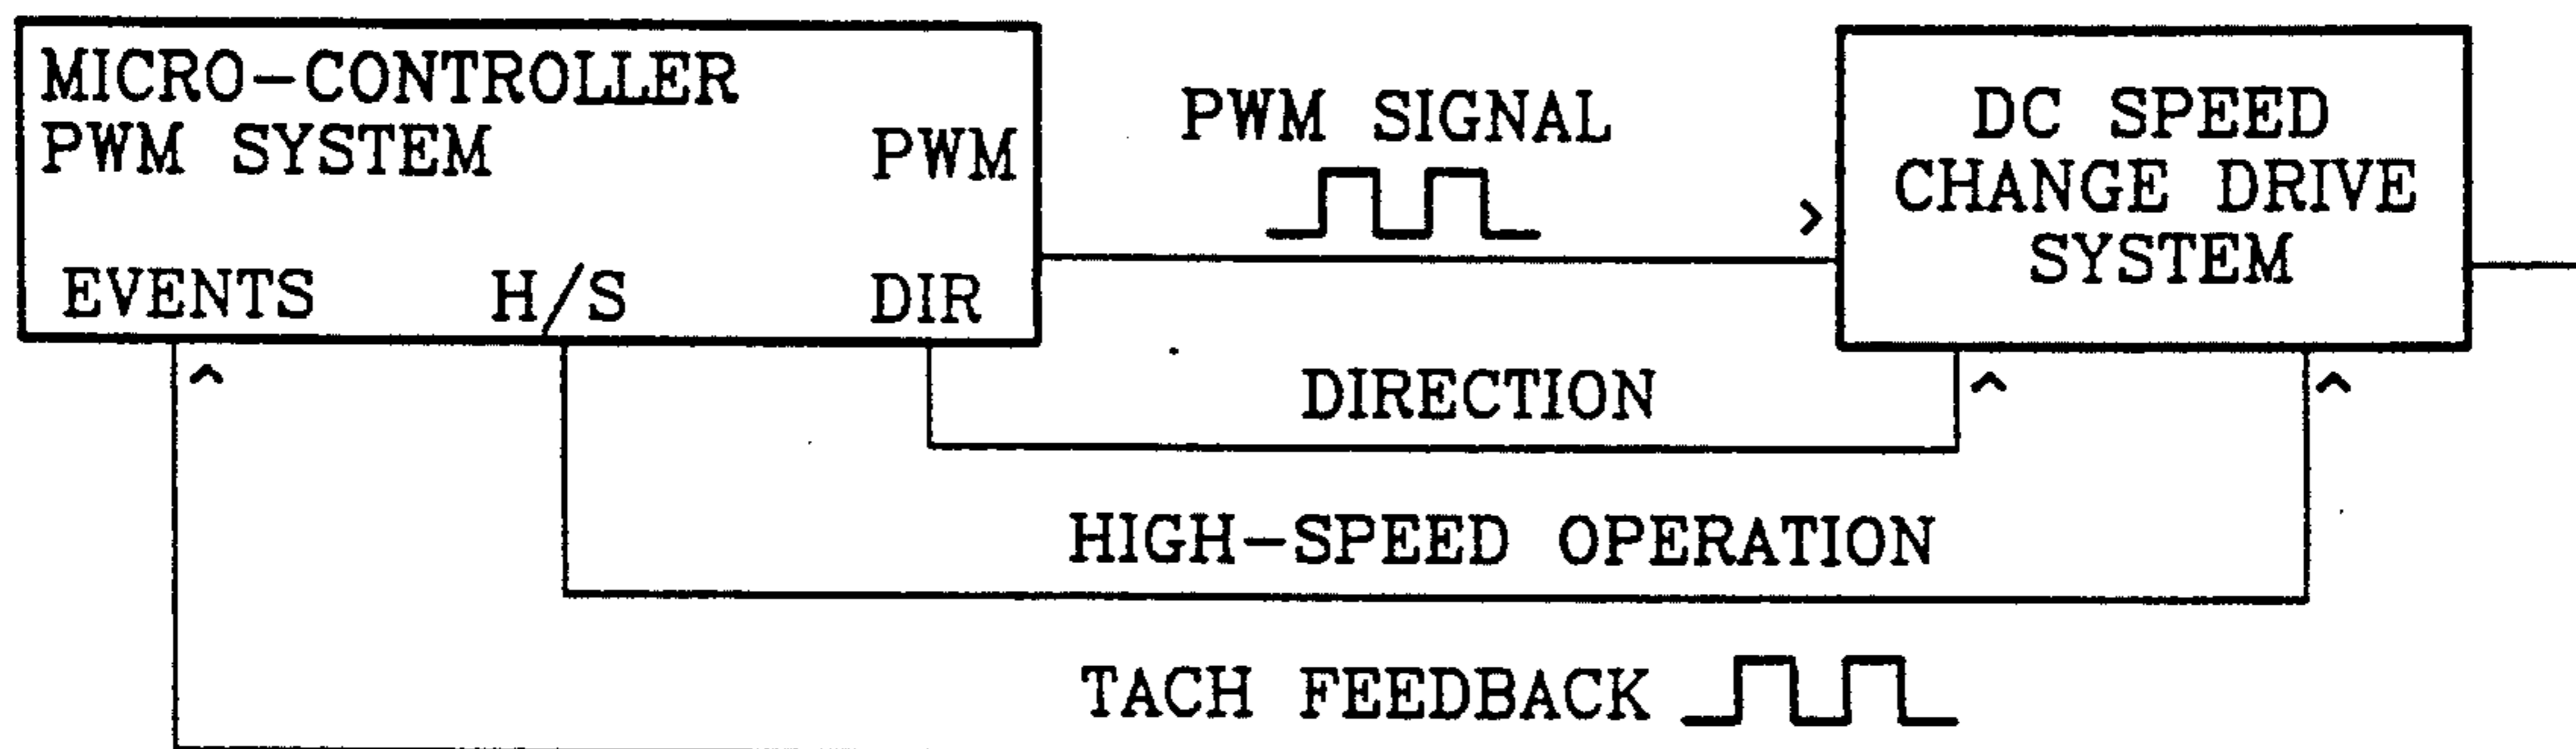 MICRO-CONTROLLER
PWM SYSTEM
PWM
EVENTS
H/S
DIR
PWM SIGNAL
DC SPEED
CHANGE DRIVE
SYSTEM
DIRECTION
HIGH-SPEED OPERATION
TACH FEEDBACK